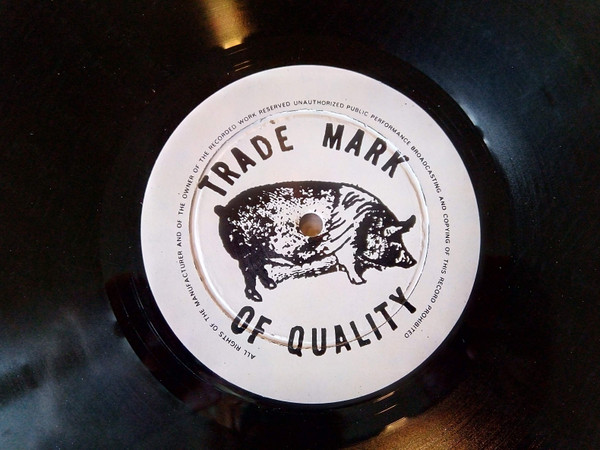 TRADE MARK
OF QUALITY
ALL RIGHTS OF THE MANUFACTURER AND OF THE OWNER OF THE RECORDED WORK RESERVED UNAUTHORIZED PUBLIC PERFORMANCE BROADCASTING AND COPYING OF THIS RECORD PROHIBITED